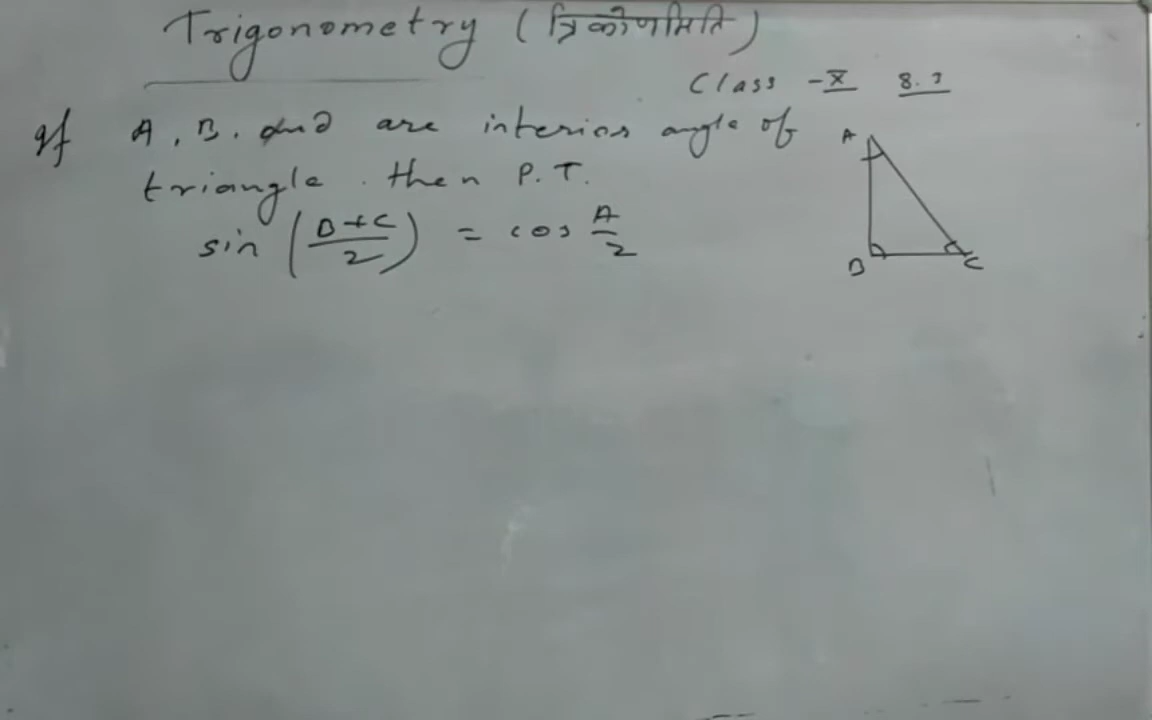 Trigonometry (त्रिकोणमिति)
Class - X 8.3
If A, B, and are interior angle of
triangle. then P.T.
sin (B+C/2) = cos A/2
A
B C